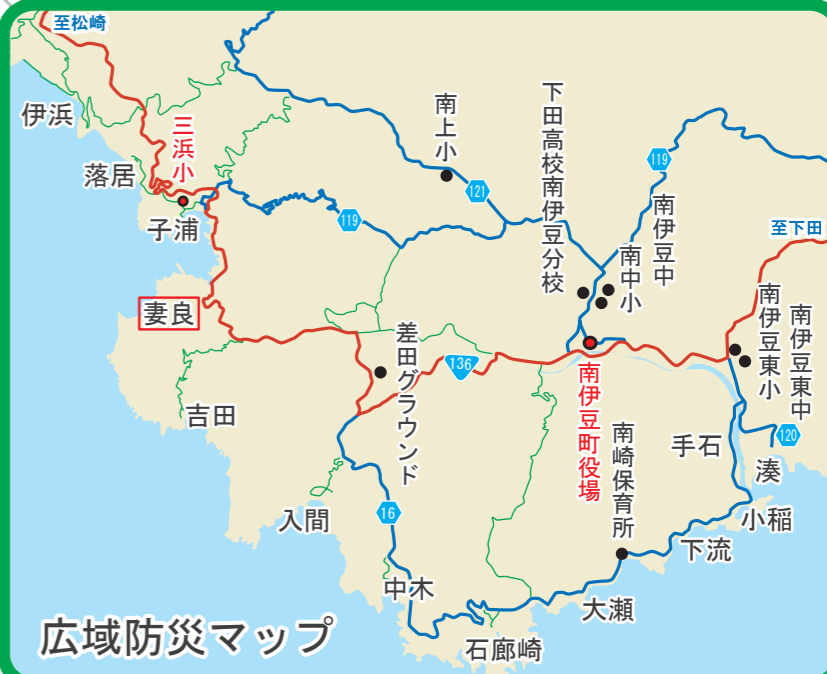 至松崎
伊浜
三浜小
落居
子浦
妻良
吉田
南上小
121
119
下田高校南伊豆分校
119
南伊豆中
南中小
至下田
南伊豆東小
南伊豆東中
差田グラウンド
136
南伊豆町役場
南崎保育所
手石
120
湊
小稲
下流
入間
16
中木
大瀬
石廊崎
広域防災マップ